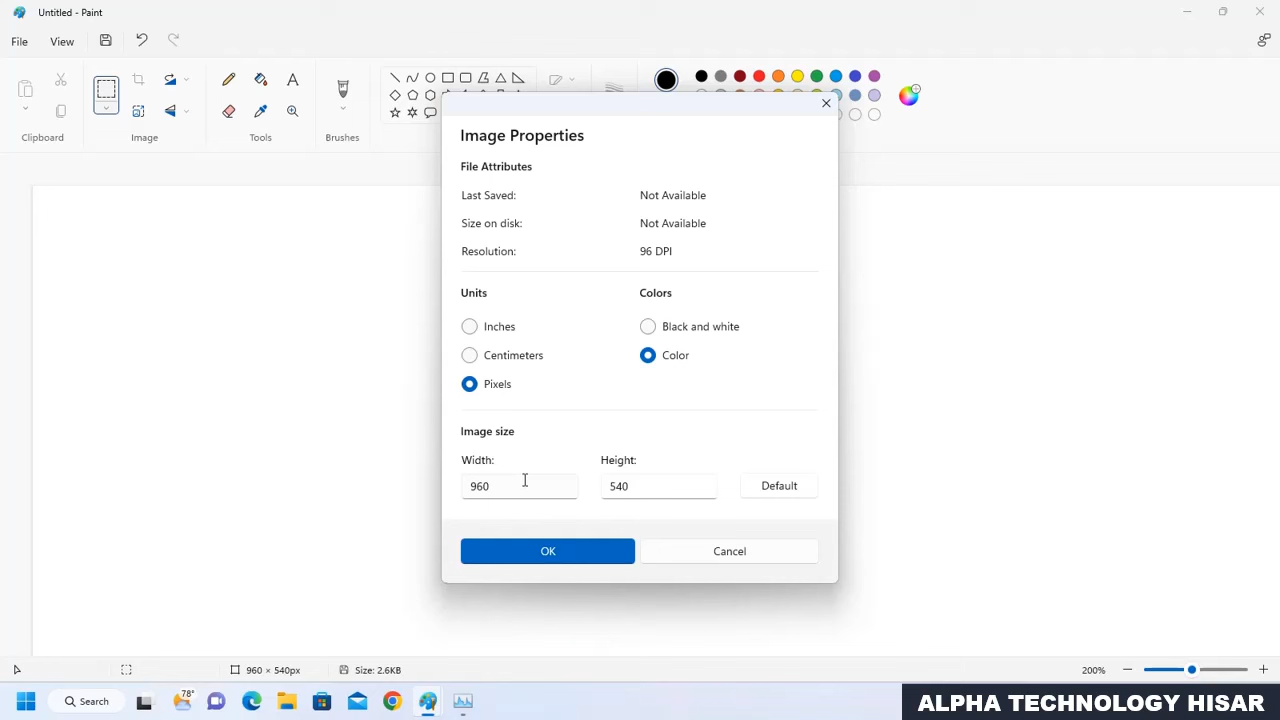 Untitled - Paint
File View
Clipboard
Image
Tools
Brushes
Image Properties
File Attributes
Last Saved: Not Available
Size on disk: Not Available
Resolution: 96 DPI
Units Colors
Inches Black and white
Centimeters Color
Pixels
Image size
Width: Height:
960 540 Default
OK Cancel
960 × 540px Size: 2.6KB 200%
78° Search
ALPHA TECHNOLOGY HISAR